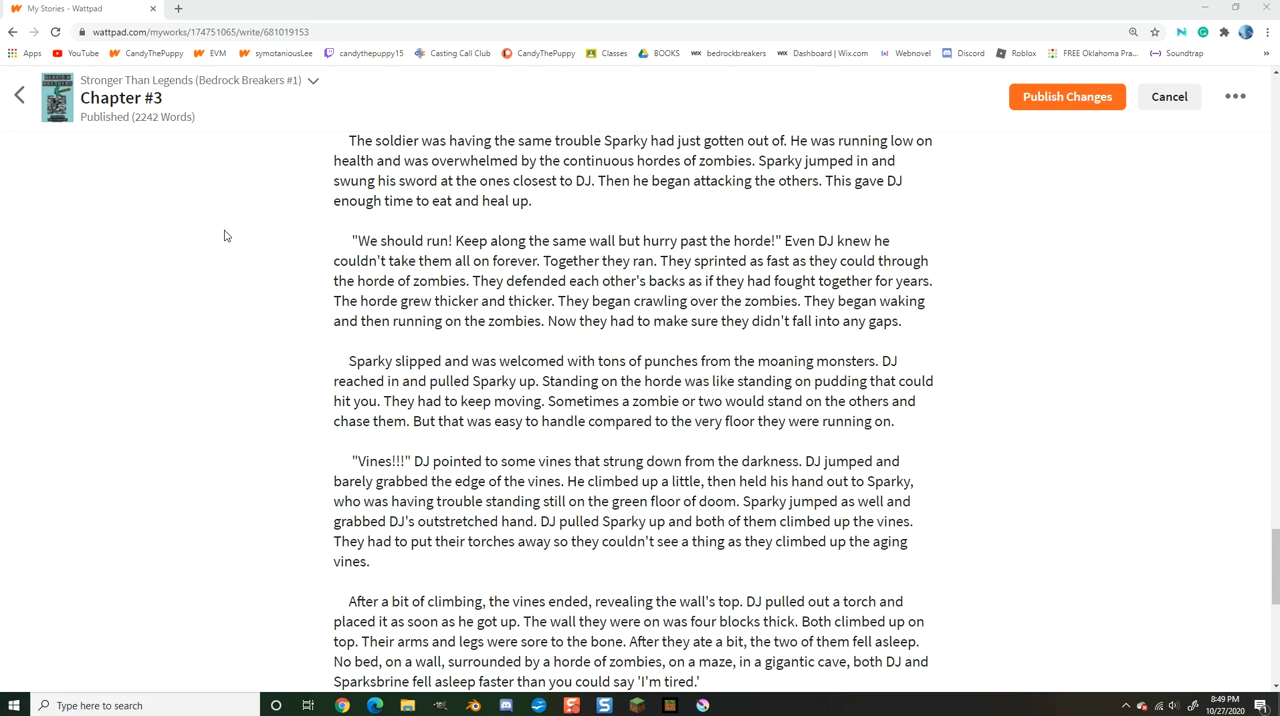 My Stories - Wattpad
wattpad.com/myworks/174751065/write/681019153
Apps YouTube CandyThePuppy EVM symotaniousLee candythepuppy15 Casting Call Club CandyThePuppy Classes BOOKS bedrockbreakers Dashboard | Wix.com Webnovel Discord Roblox FREE Oklahoma Pra... Soundtrap »
Stronger Than Legends (Bedrock Breakers #1)
Chapter #3
Published (2242 Words)
Publish Changes
Cancel
The soldier was having the same trouble Sparky had just gotten out of. He was running low on
health and was overwhelmed by the continuous hordes of zombies. Sparky jumped in and
swung his sword at the ones closest to DJ. Then he began attacking the others. This gave DJ
enough time to eat and heal up.
"We should run! Keep along the same wall but hurry past the horde!" Even DJ knew he
couldn't take them all on forever. Together they ran. They sprinted as fast as they could through
the horde of zombies. They defended each other's backs as if they had fought together for years.
The horde grew thicker and thicker. They began crawling over the zombies. They began waking
and then running on the zombies. Now they had to make sure they didn't fall into any gaps.
Sparky slipped and was welcomed with tons of punches from the moaning monsters. DJ
reached in and pulled Sparky up. Standing on the horde was like standing on pudding that could
hit you. They had to keep moving. Sometimes a zombie or two would stand on the others and
chase them. But that was easy to handle compared to the very floor they were running on.
"Vines!!!" DJ pointed to some vines that strung down from the darkness. DJ jumped and
barely grabbed the edge of the vines. He climbed up a little, then held his hand out to Sparky,
who was having trouble standing still on the green floor of doom. Sparky jumped as well and
grabbed DJ's outstretched hand. DJ pulled Sparky up and both of them climbed up the vines.
They had to put their torches away so they couldn't see a thing as they climbed up the aging
vines.
After a bit of climbing, the vines ended, revealing the wall's top. DJ pulled out a torch and
placed it as soon as he got up. The wall they were on was four blocks thick. Both climbed up on
top. Their arms and legs were sore to the bone. After they ate a bit, the two of them fell asleep.
No bed, on a wall, surrounded by a horde of zombies, on a maze, in a gigantic cave, both DJ and
Sparksbrine fell asleep faster than you could say 'I'm tired.'
Type here to search
8:49 PM
10/27/2020